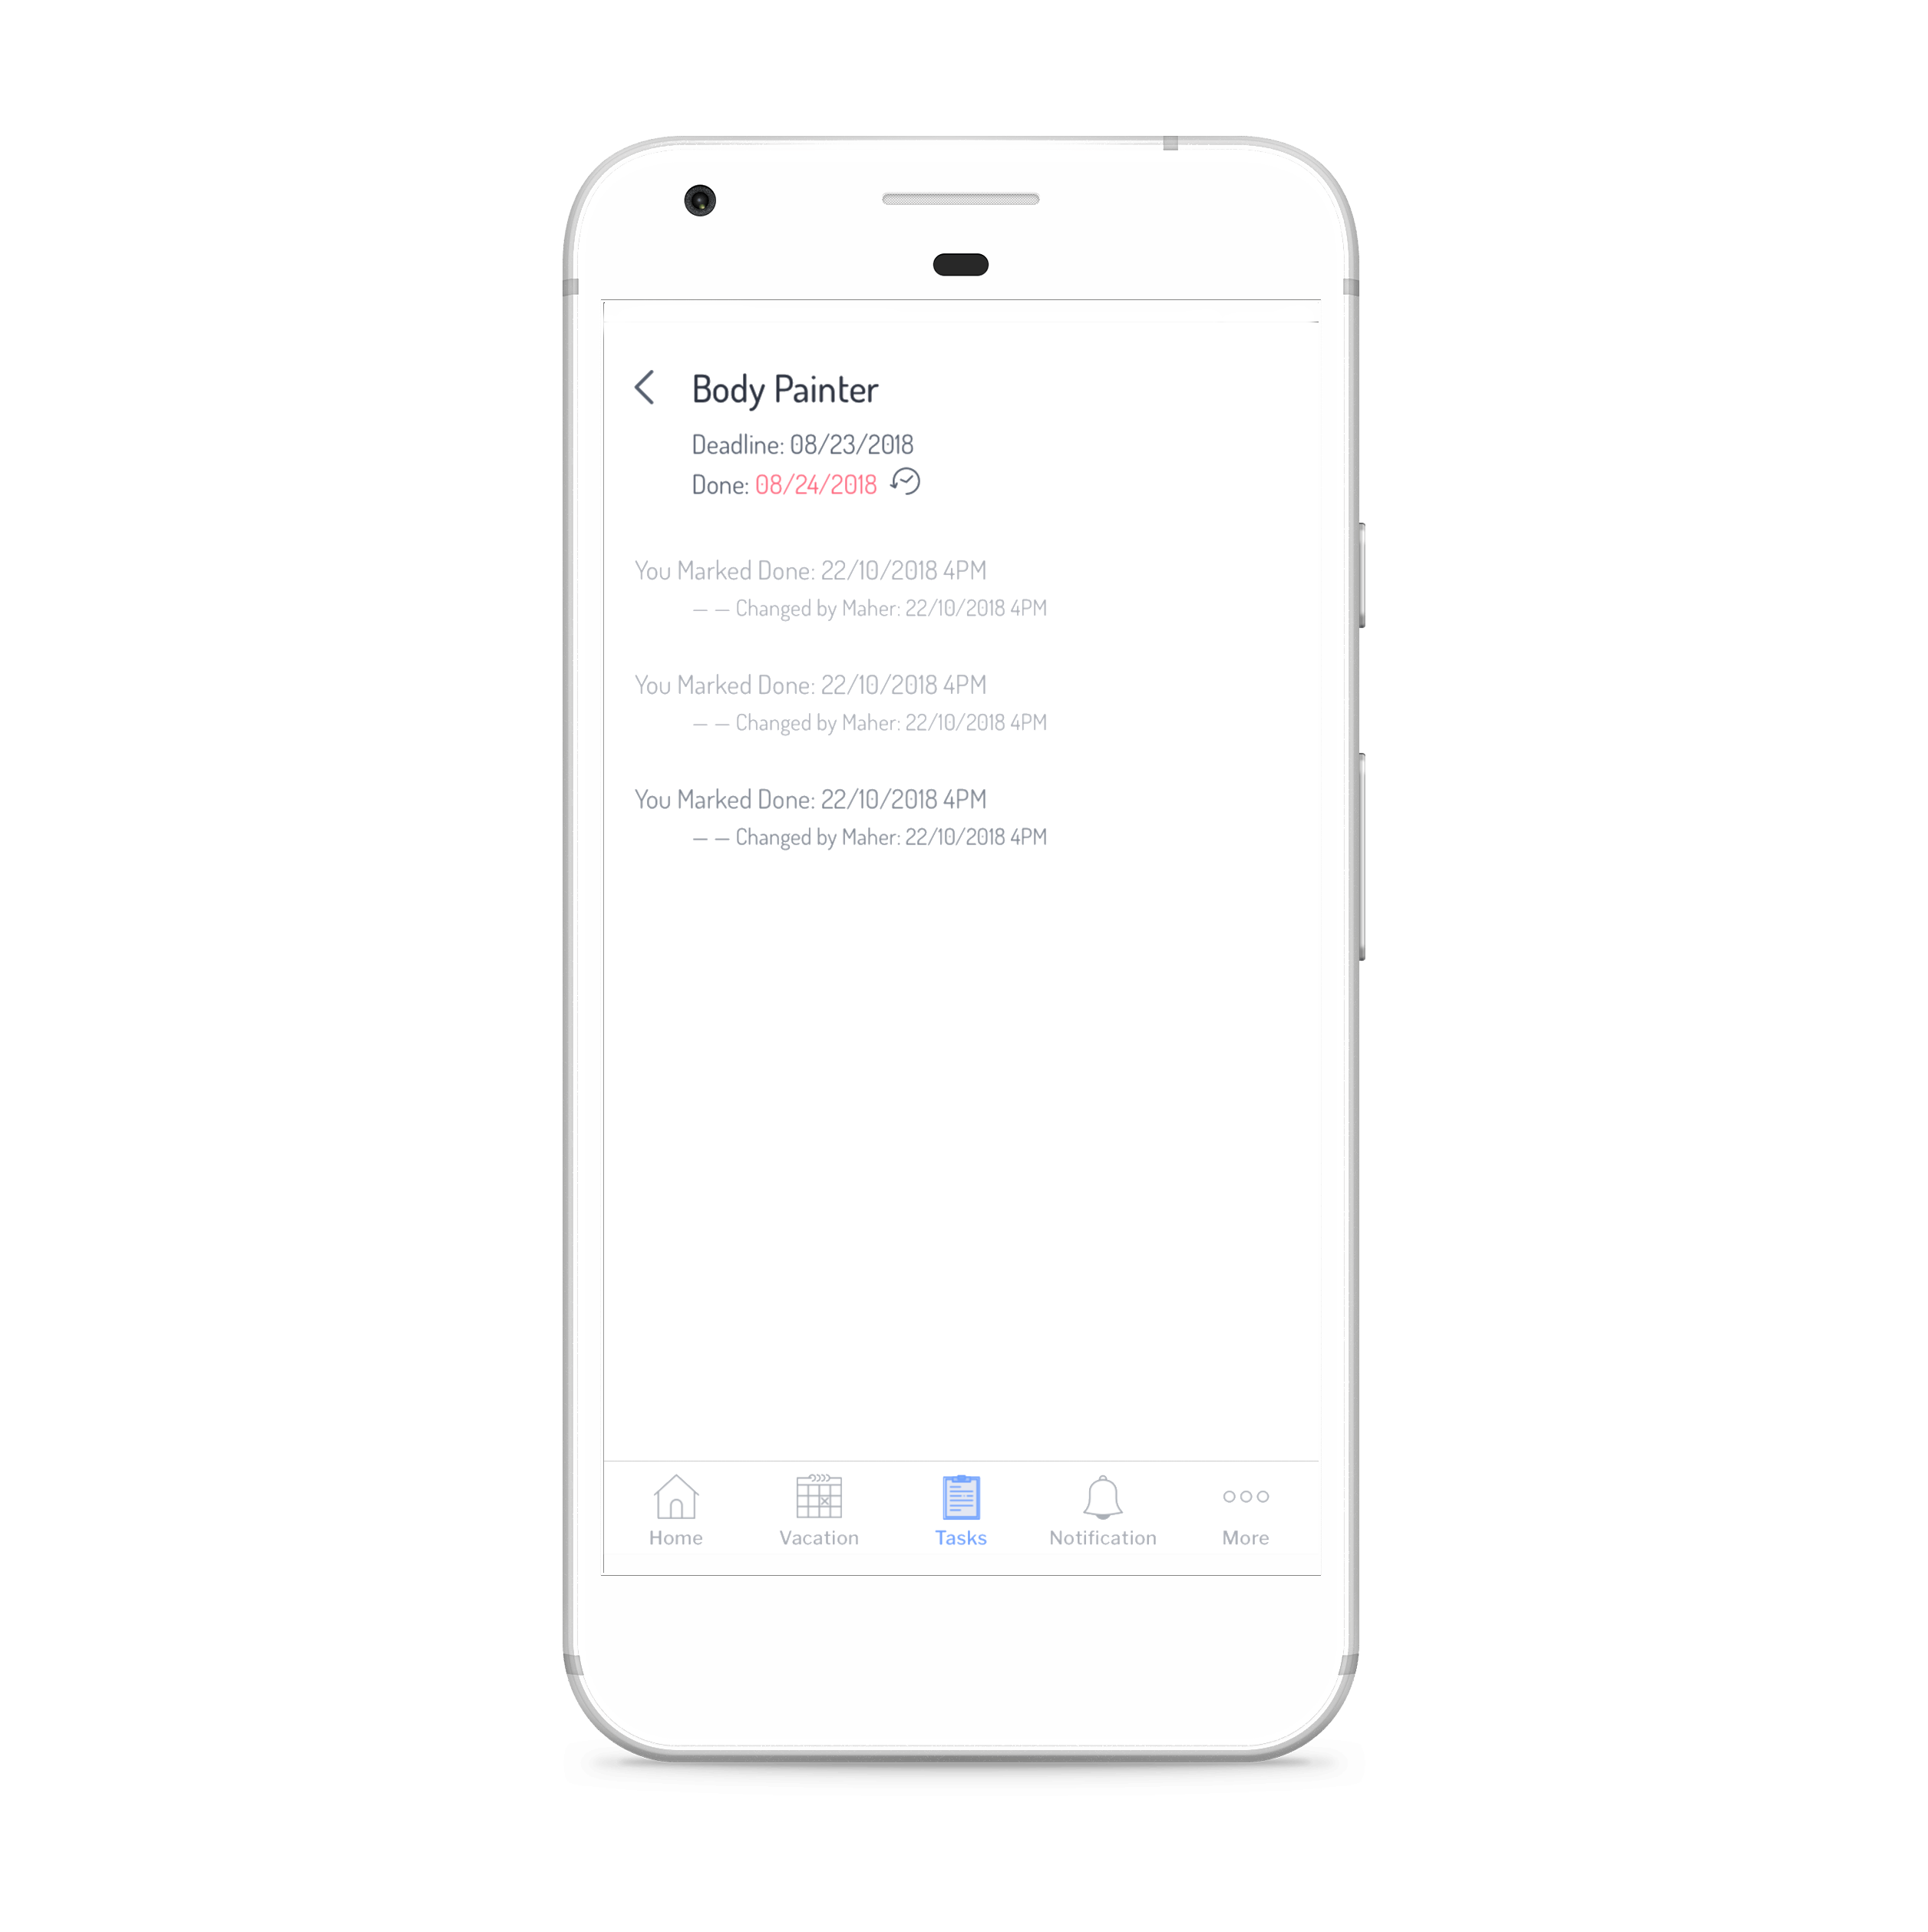 Body Painter
Deadline: 08/23/2018
Done: 08/24/2018
You Marked Done: 22/10/2018 4PM
— — Changed by Maher: 22/10/2018 4PM
You Marked Done: 22/10/2018 4PM
— — Changed by Maher: 22/10/2018 4PM
You Marked Done: 22/10/2018 4PM
— — Changed by Maher: 22/10/2018 4PM
Home Vacation Tasks Notification More